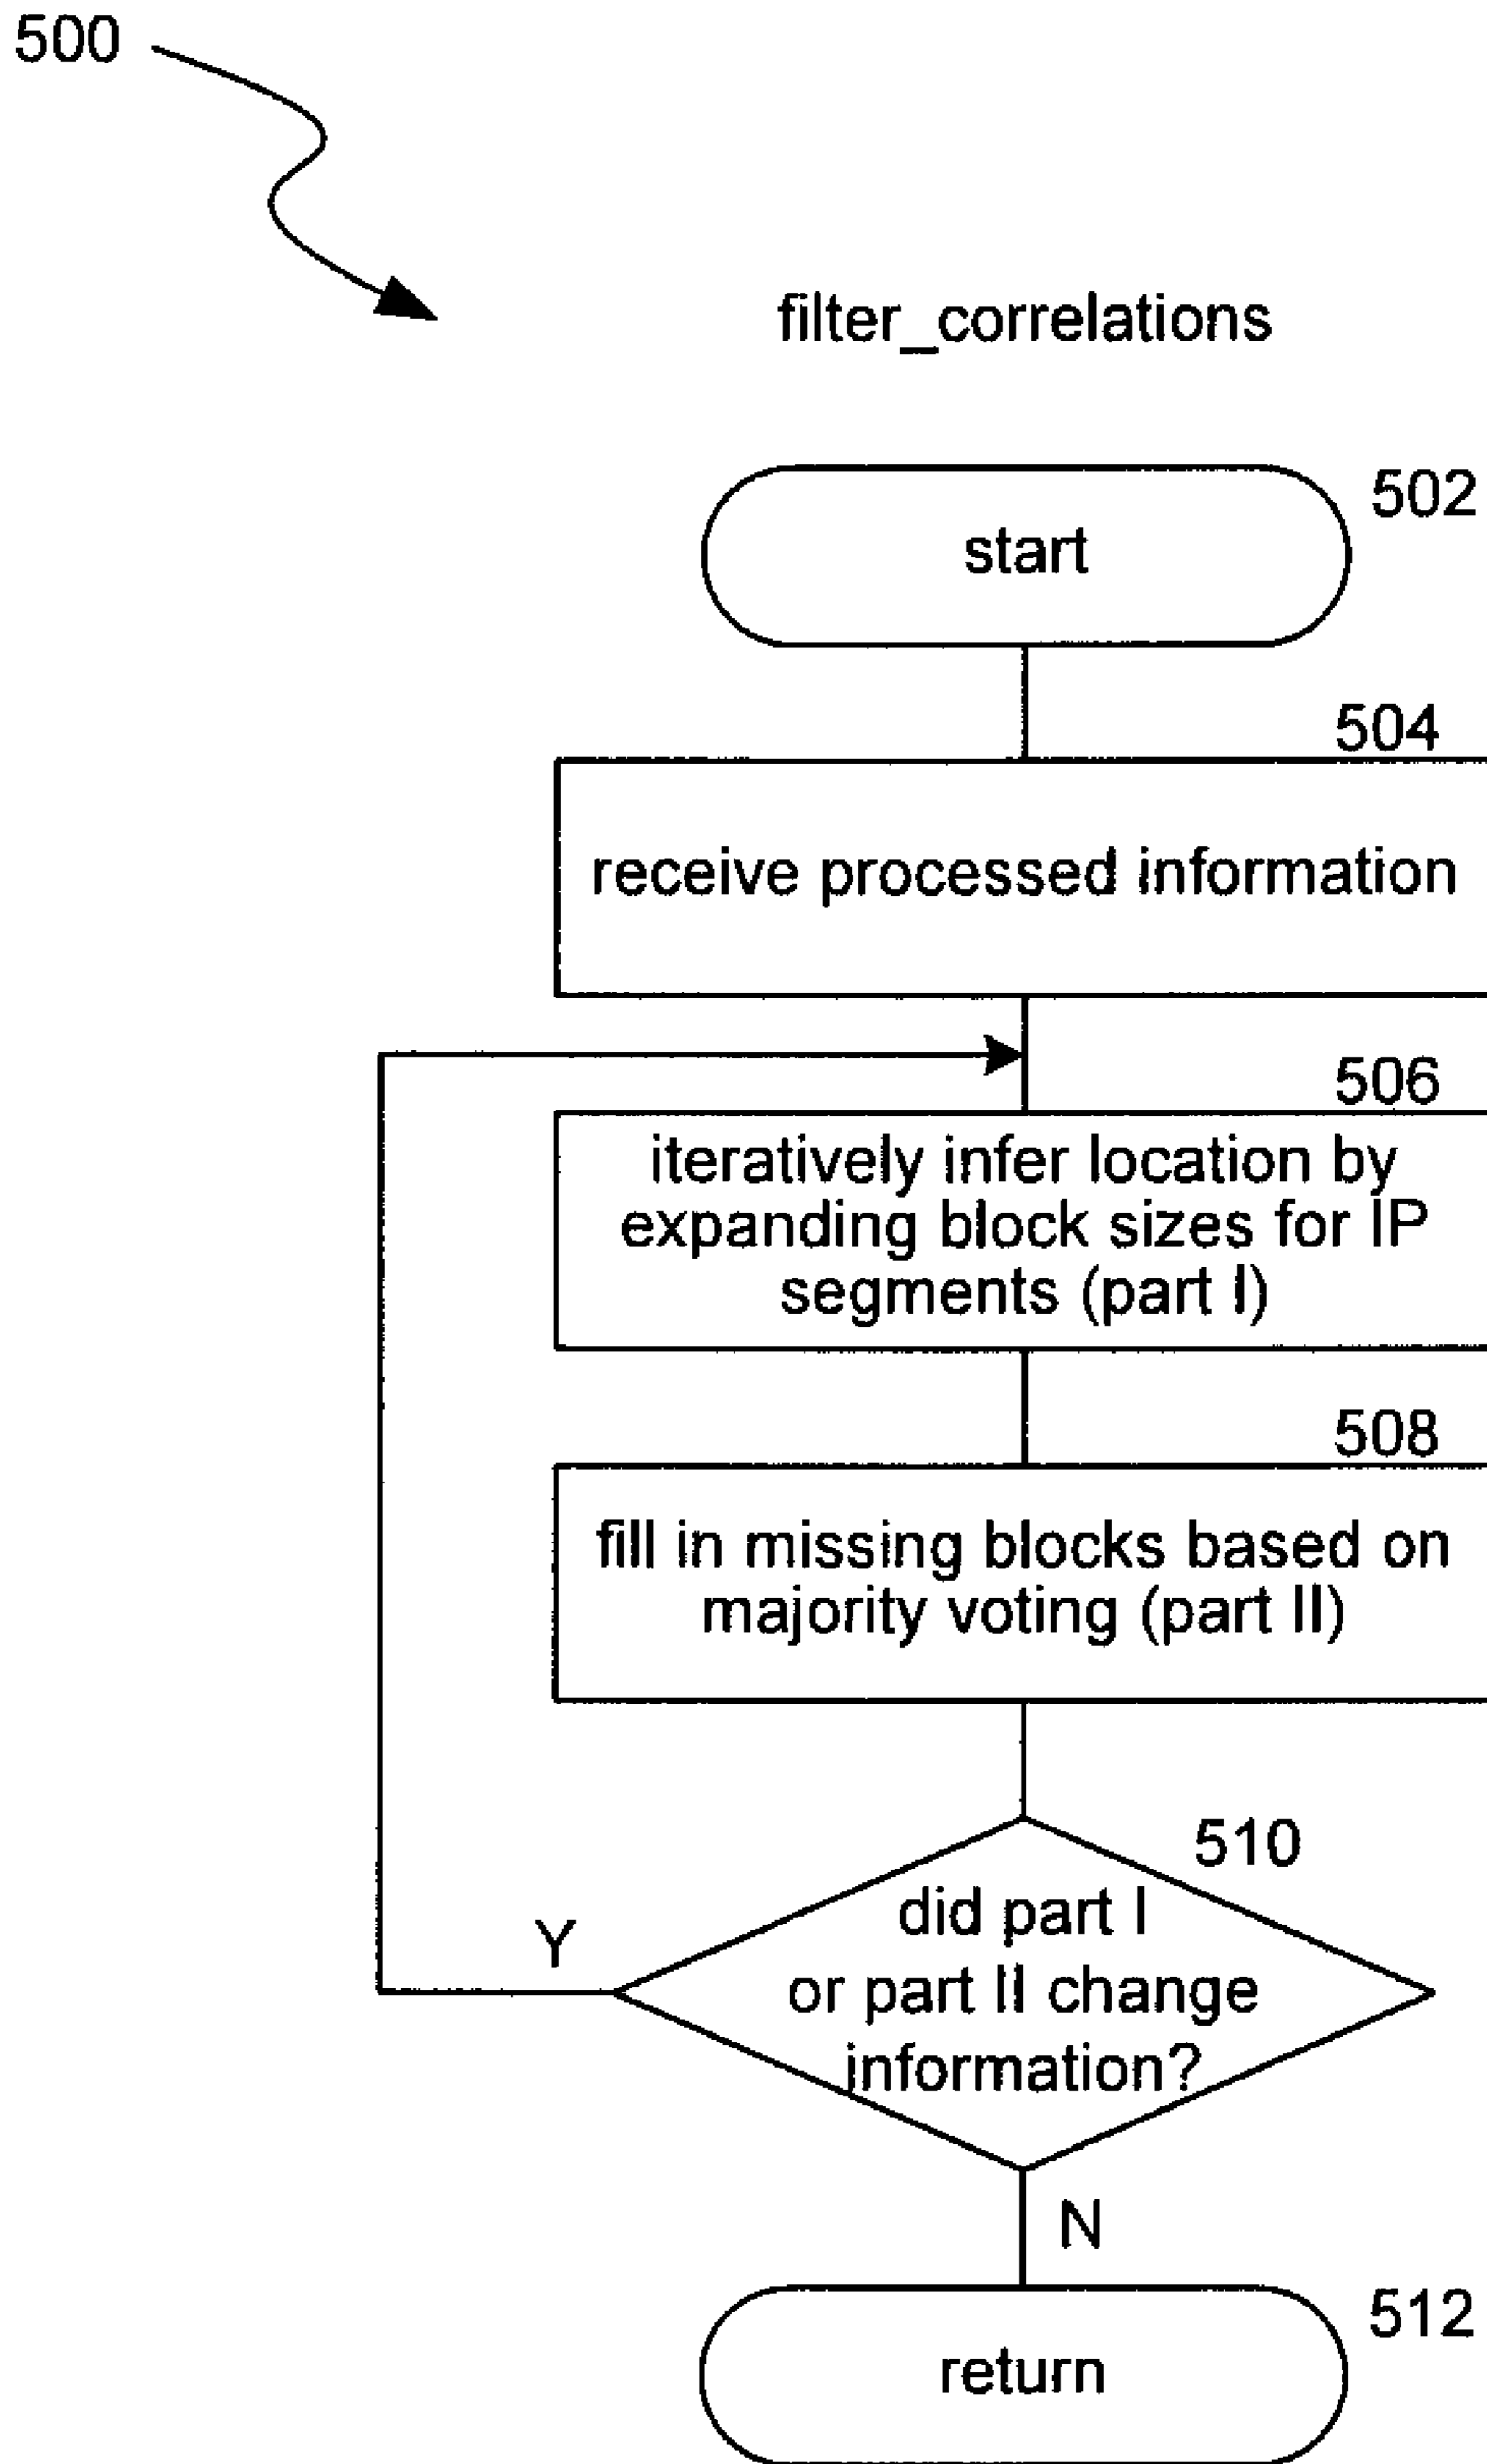 500
filter_correlations
502
start
504
receive processed information
506
iteratively infer location by
expanding block sizes for IP
segments (part I)
508
fill in missing blocks based on
majority voting (part II)
510
did part I
or part II change
information?
Y
N
512
return